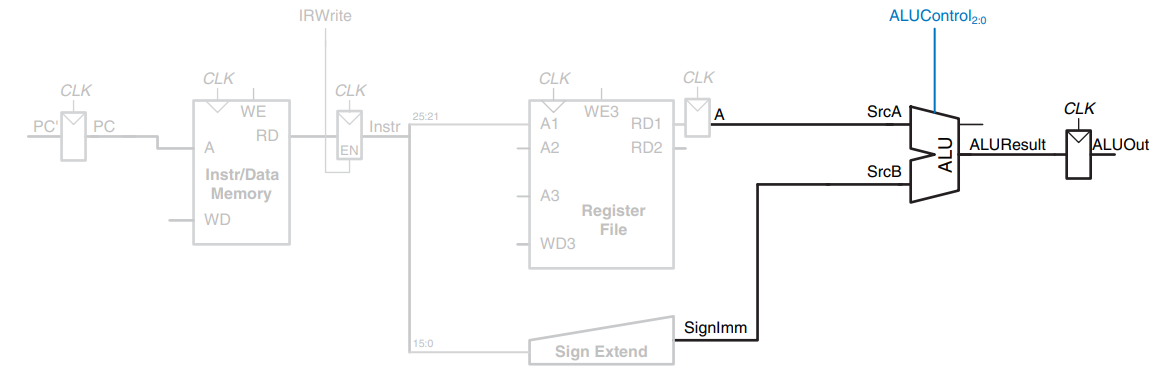 IRWrite
ALUControl2:0
CLK
CLK
CLK
CLK
CLK
CLK
PC'
PC
WE
RD
A
Instr/Data
Memory
WD
EN
Instr
25:21
15:0
WE3
A1
RD1
A2
RD2
A3
Register
File
WD3
A
SrcA
SrcB
ALU
ALUResult
ALUOut
SignImm
Sign Extend